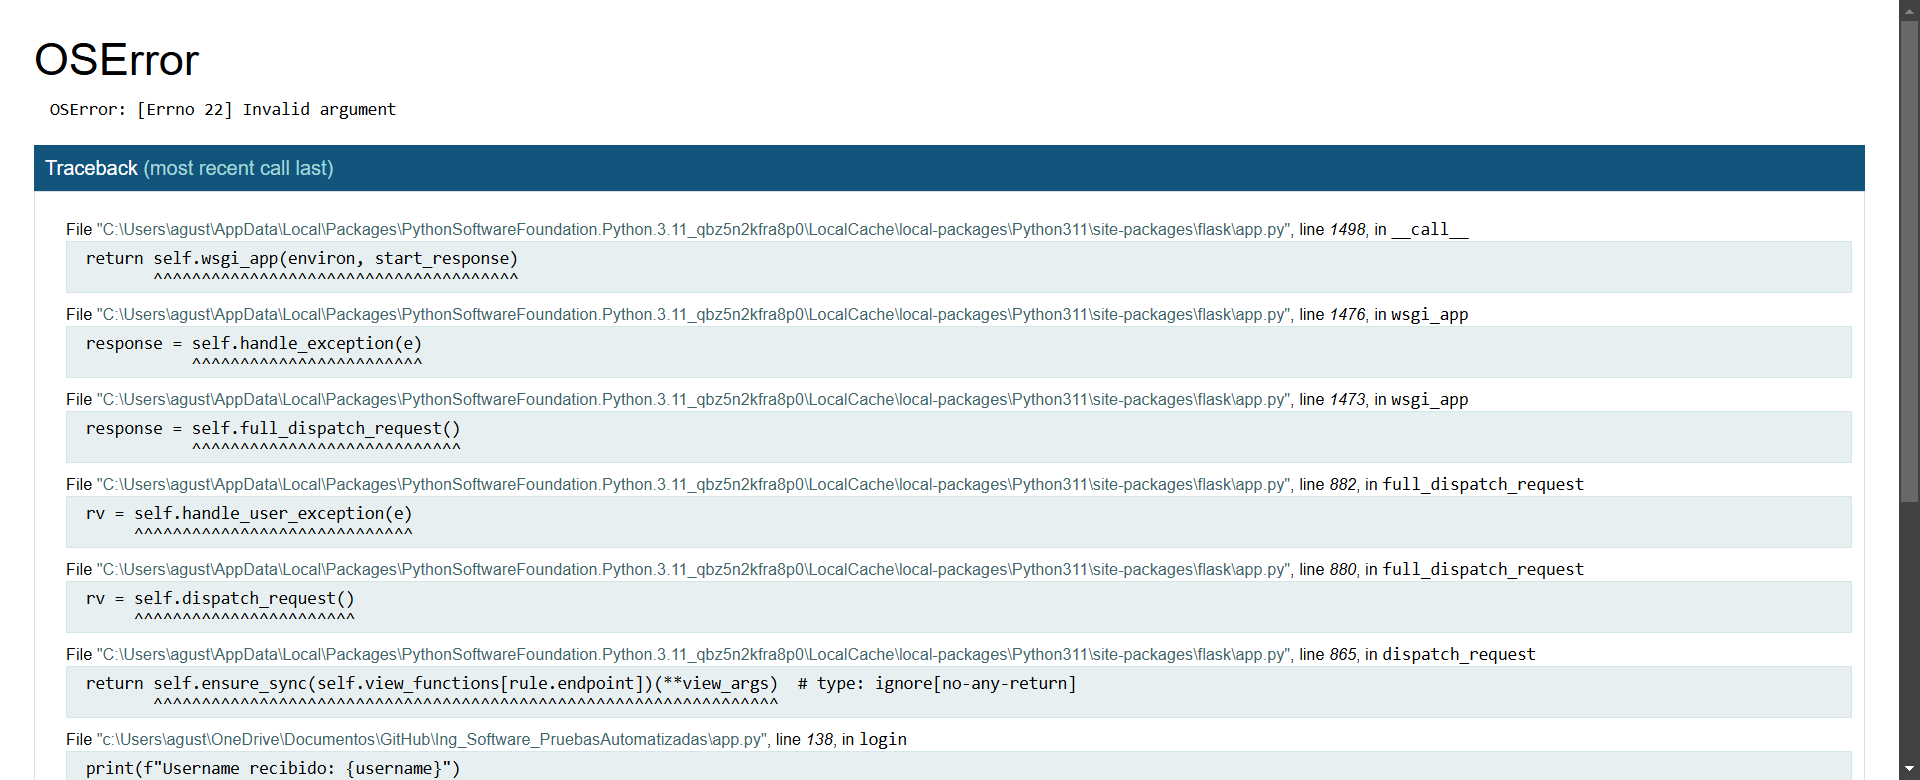 OSError
OSError: [Errno 22] Invalid argument
Traceback (most recent call last)
File "C:\Users\agust\AppData\Local\Packages\PythonSoftwareFoundation.Python.3.11_qbz5n2kfra8p0\LocalCache\local-packages\Python311\site-packages\flask\app.py", line 1498, in __call__
return self.wsgi_app(environ, start_response)
^^^^^^^^^^^^^^^^^^^^^^^^^^^^^^^^^^^^^^
File "C:\Users\agust\AppData\Local\Packages\PythonSoftwareFoundation.Python.3.11_qbz5n2kfra8p0\LocalCache\local-packages\Python311\site-packages\flask\app.py", line 1476, in wsgi_app
response = self.handle_exception(e)
^^^^^^^^^^^^^^^^^^^^^^^^
File "C:\Users\agust\AppData\Local\Packages\PythonSoftwareFoundation.Python.3.11_qbz5n2kfra8p0\LocalCache\local-packages\Python311\site-packages\flask\app.py", line 1473, in wsgi_app
response = self.full_dispatch_request()
^^^^^^^^^^^^^^^^^^^^^^^^^^^^
File "C:\Users\agust\AppData\Local\Packages\PythonSoftwareFoundation.Python.3.11_qbz5n2kfra8p0\LocalCache\local-packages\Python311\site-packages\flask\app.py", line 882, in full_dispatch_request
rv = self.handle_user_exception(e)
^^^^^^^^^^^^^^^^^^^^^^^^^^^^^
File "C:\Users\agust\AppData\Local\Packages\PythonSoftwareFoundation.Python.3.11_qbz5n2kfra8p0\LocalCache\local-packages\Python311\site-packages\flask\app.py", line 880, in full_dispatch_request
rv = self.dispatch_request()
^^^^^^^^^^^^^^^^^^^^^^^
File "C:\Users\agust\AppData\Local\Packages\PythonSoftwareFoundation.Python.3.11_qbz5n2kfra8p0\LocalCache\local-packages\Python311\site-packages\flask\app.py", line 865, in dispatch_request
return self.ensure_sync(self.view_functions[rule.endpoint])(**view_args)  # type: ignore[no-any-return]
^^^^^^^^^^^^^^^^^^^^^^^^^^^^^^^^^^^^^^^^^^^^^^^^^^^^^^^^^^^^^^^^^
File "c:\Users\agust\OneDrive\Documentos\GitHub\Ing_Software_PruebasAutomatizadas\app.py", line 138, in login
print(f"Username recibido: {username}")